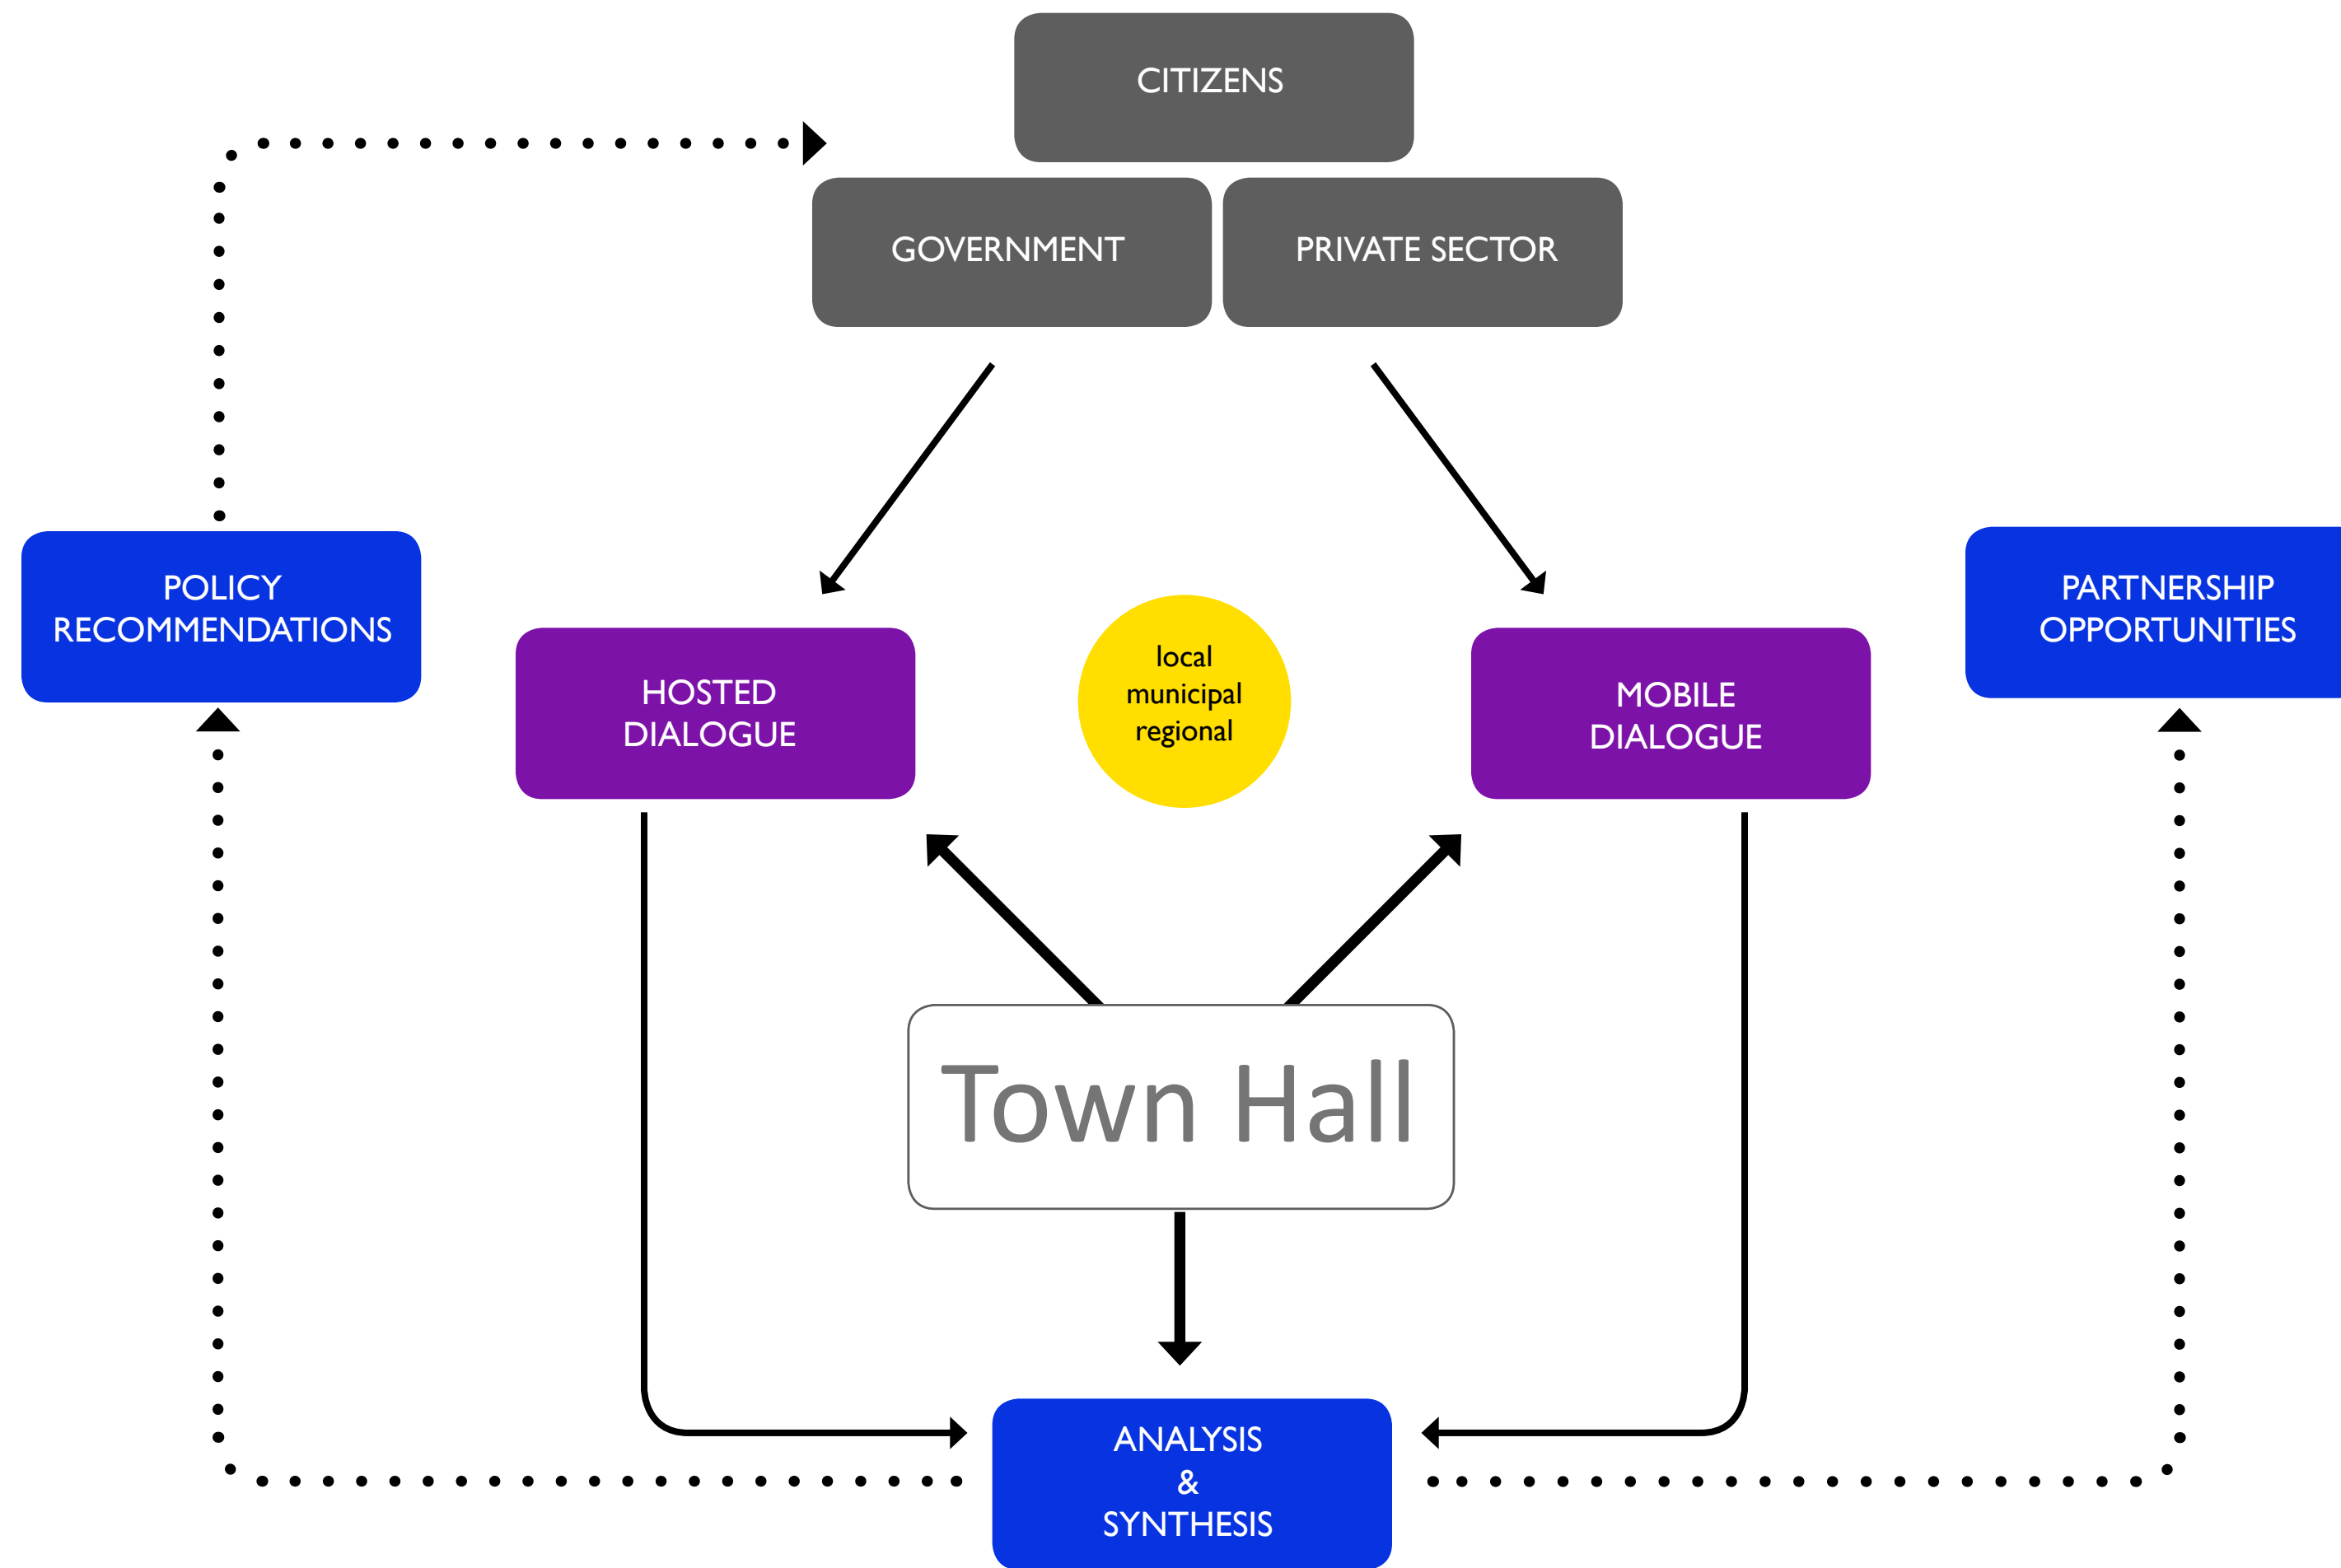 CITIZENS
GOVERNMENT
PRIVATE SECTOR
POLICY
RECOMMENDATIONS
PARTNERSHIP
OPPORTUNITIES
HOSTED
DIALOGUE
local
municipal
regional
MOBILE
DIALOGUE
Town Hall
ANALYSIS
&
SYNTHESIS